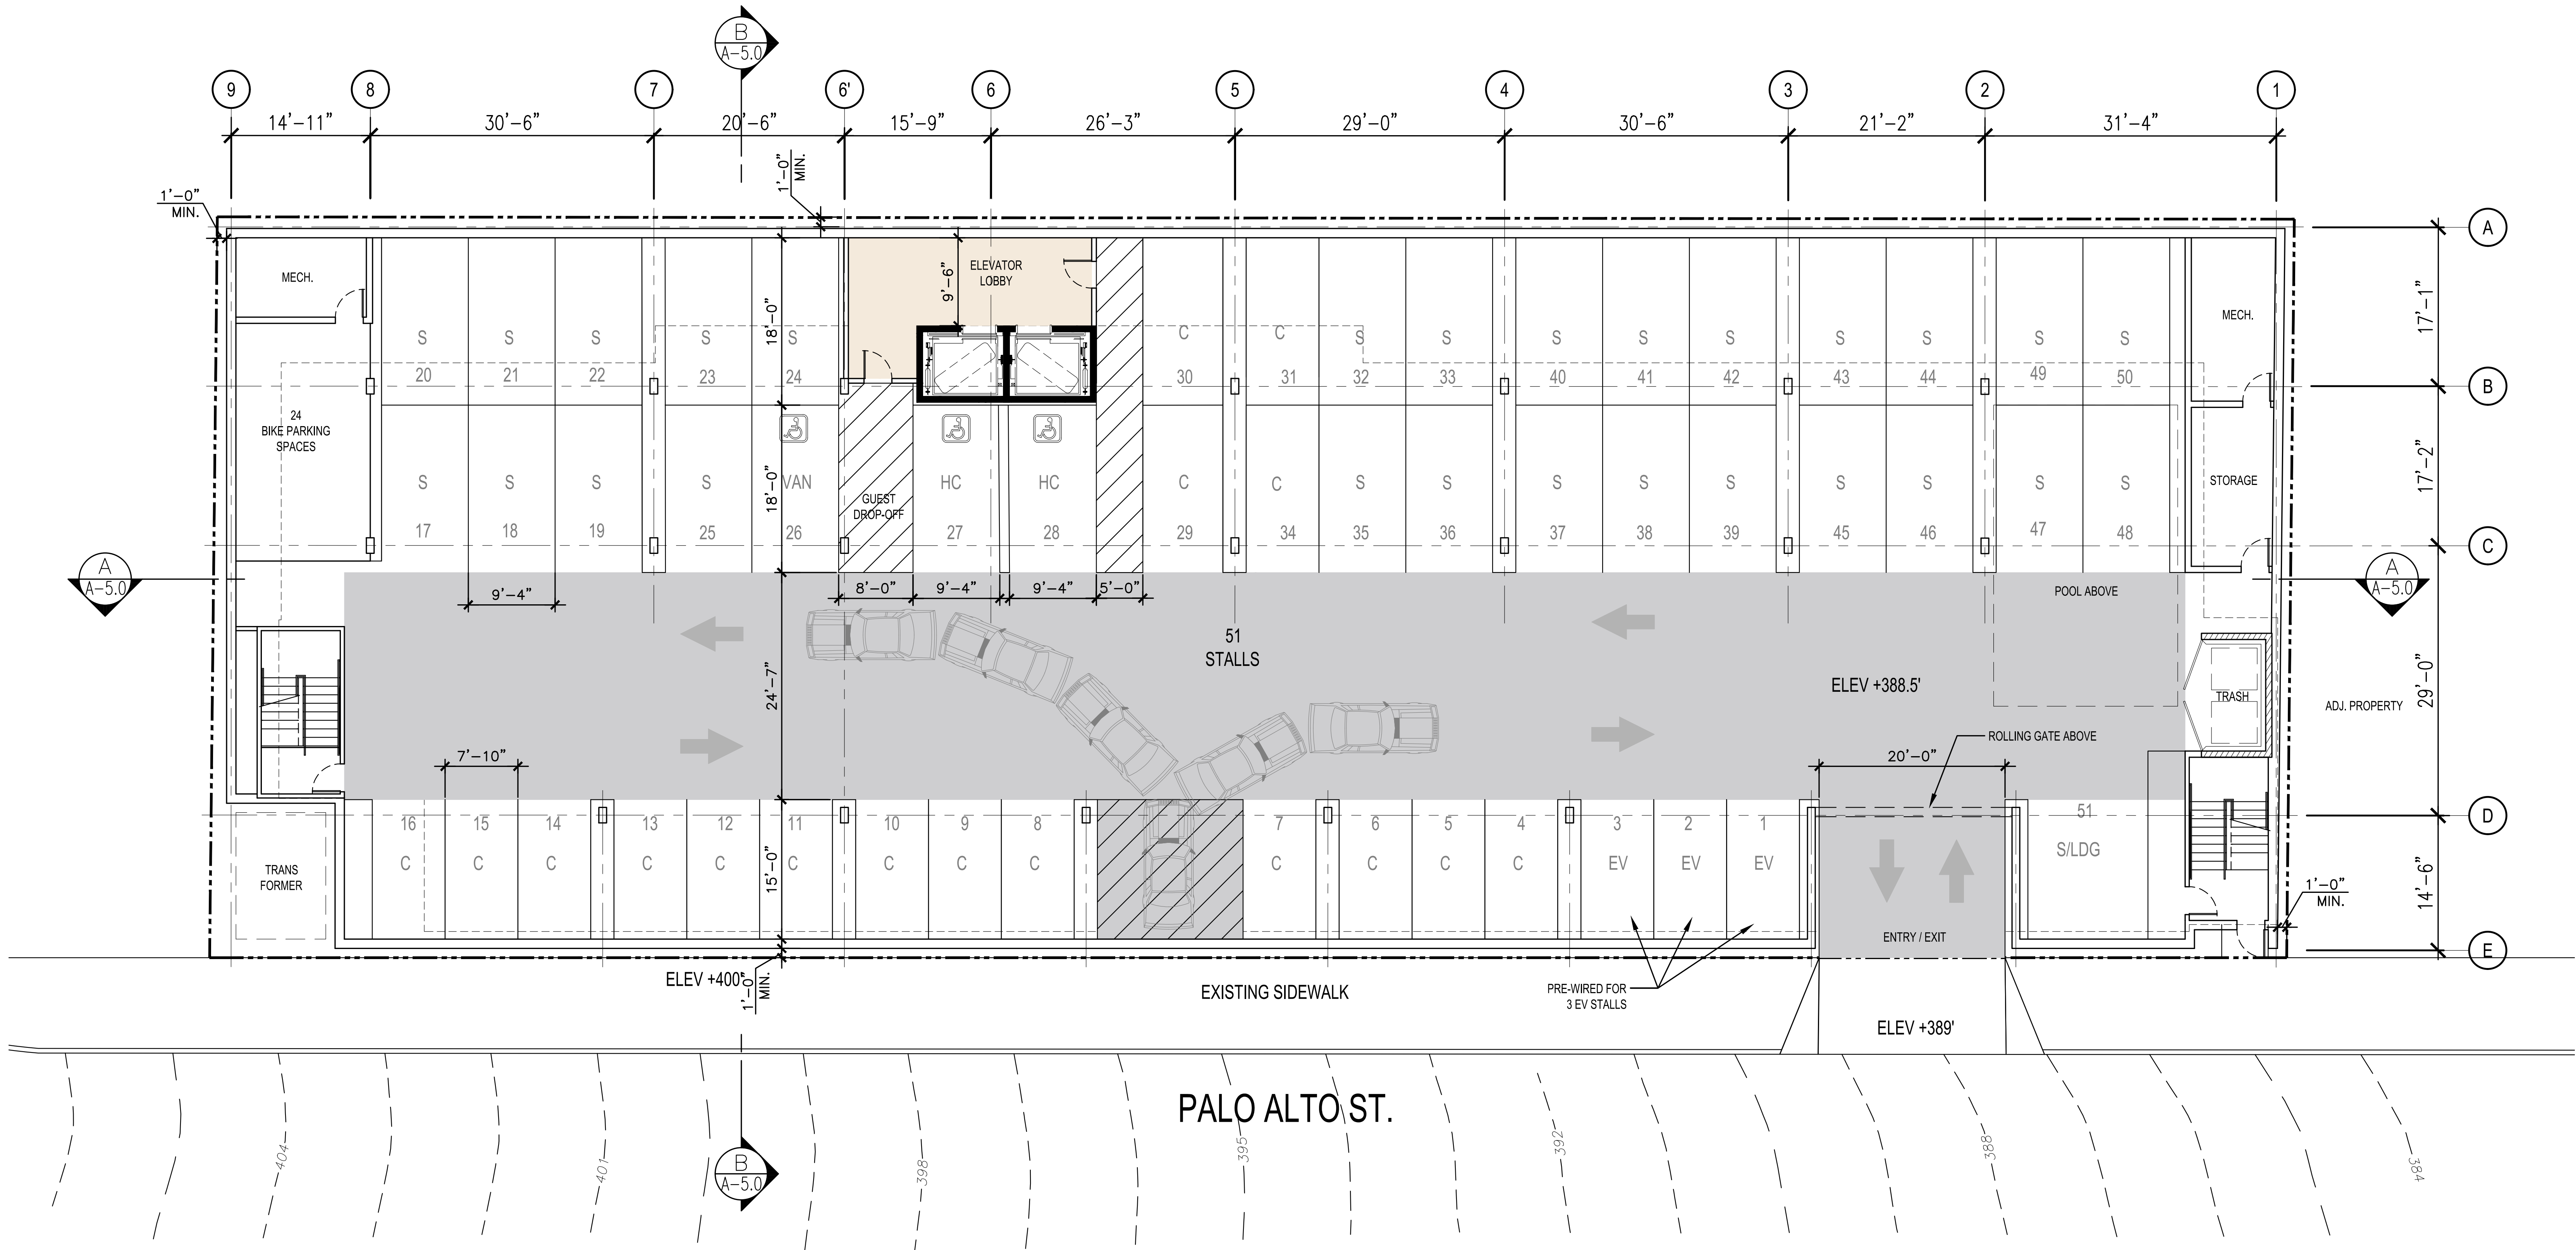 B
A-5.0
9
8
7
6'
6
5
4
3
2
1
14'-11"
30'-6"
20'-6"
15'-9"
26'-3"
29'-0"
30'-6"
21'-2"
31'-4"
1'-0"
MIN.
1'-0"
MIN.
A
B
C
D
E
17'-1"
17'-2"
29'-0"
14'-6"
MECH.
18'-0"
9'-6"
ELEVATOR
LOBBY
MECH.
S S S S S C C S S S S S S S S S
20 21 22 23 24 30 31 32 33 40 41 42 43 44 49 50
24
BIKE PARKING
SPACES
18'-0"
S S S S VAN HC HC C C S S S S S S S S S
GUEST
DROP-OFF
STORAGE
17 18 19 25 26 27 28 29 34 35 36 37 38 39 45 46 47 48
A
A-5.0
A
A-5.0
9'-4"
8'-0"
9'-4"
9'-4"
5'-0"
POOL ABOVE
51
STALLS
24'-7"
ELEV +388.5'
TRASH
ADJ. PROPERTY
ROLLING GATE ABOVE
7'-10"
20'-0"
16 15 14 13 12 11 10 9 8 7 6 5 4 3 2 1 51
C C C C C C C C C C C C C EV EV EV S/LDG
15'-0"
TRANS
FORMER
1'-0"
MIN.
ENTRY / EXIT
ELEV +400'
1'-0"
MIN.
EXISTING SIDEWALK
PRE-WIRED FOR
3 EV STALLS
ELEV +389'
PALO ALTO ST.
404
401
398
395
392
388
384
B
A-5.0